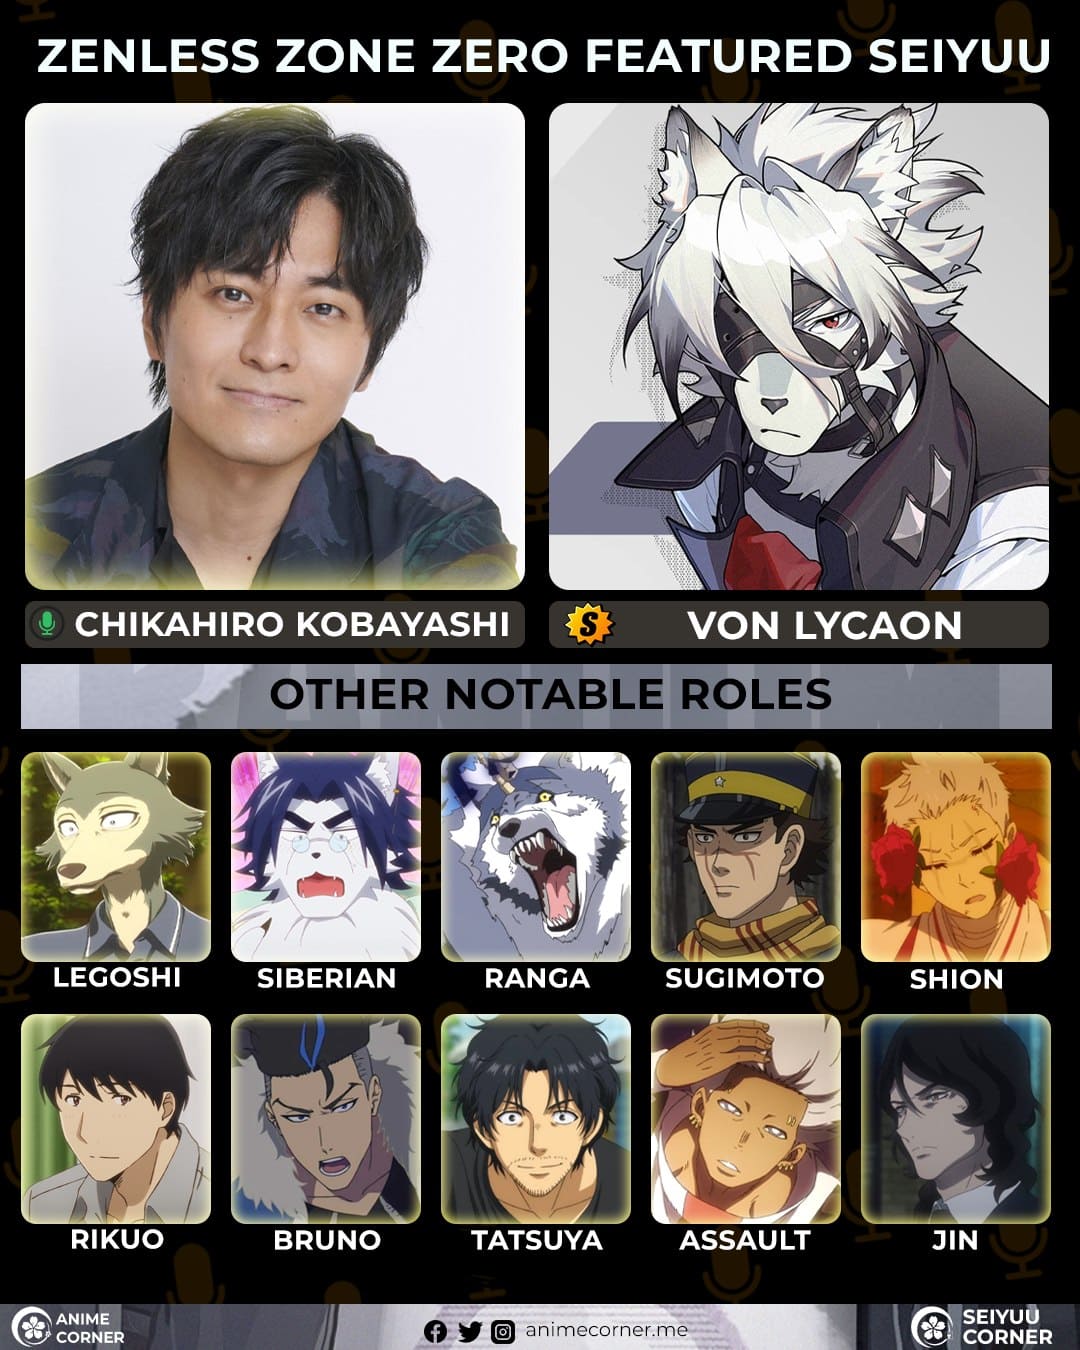 ZENLESS ZONE ZERO FEATURED SEIYUU
CHIKAHIRO KOBAYASHI
S
VON LYCAON
OTHER NOTABLE ROLES
LEGOSHI
SIBERIAN
RANGA
SUGIMOTO
SHION
RIKUO
BRUNO
TATSUYA
ASSAULT
JIN
ANIME
CORNER
animecorner.me
SEIYUU
CORNER